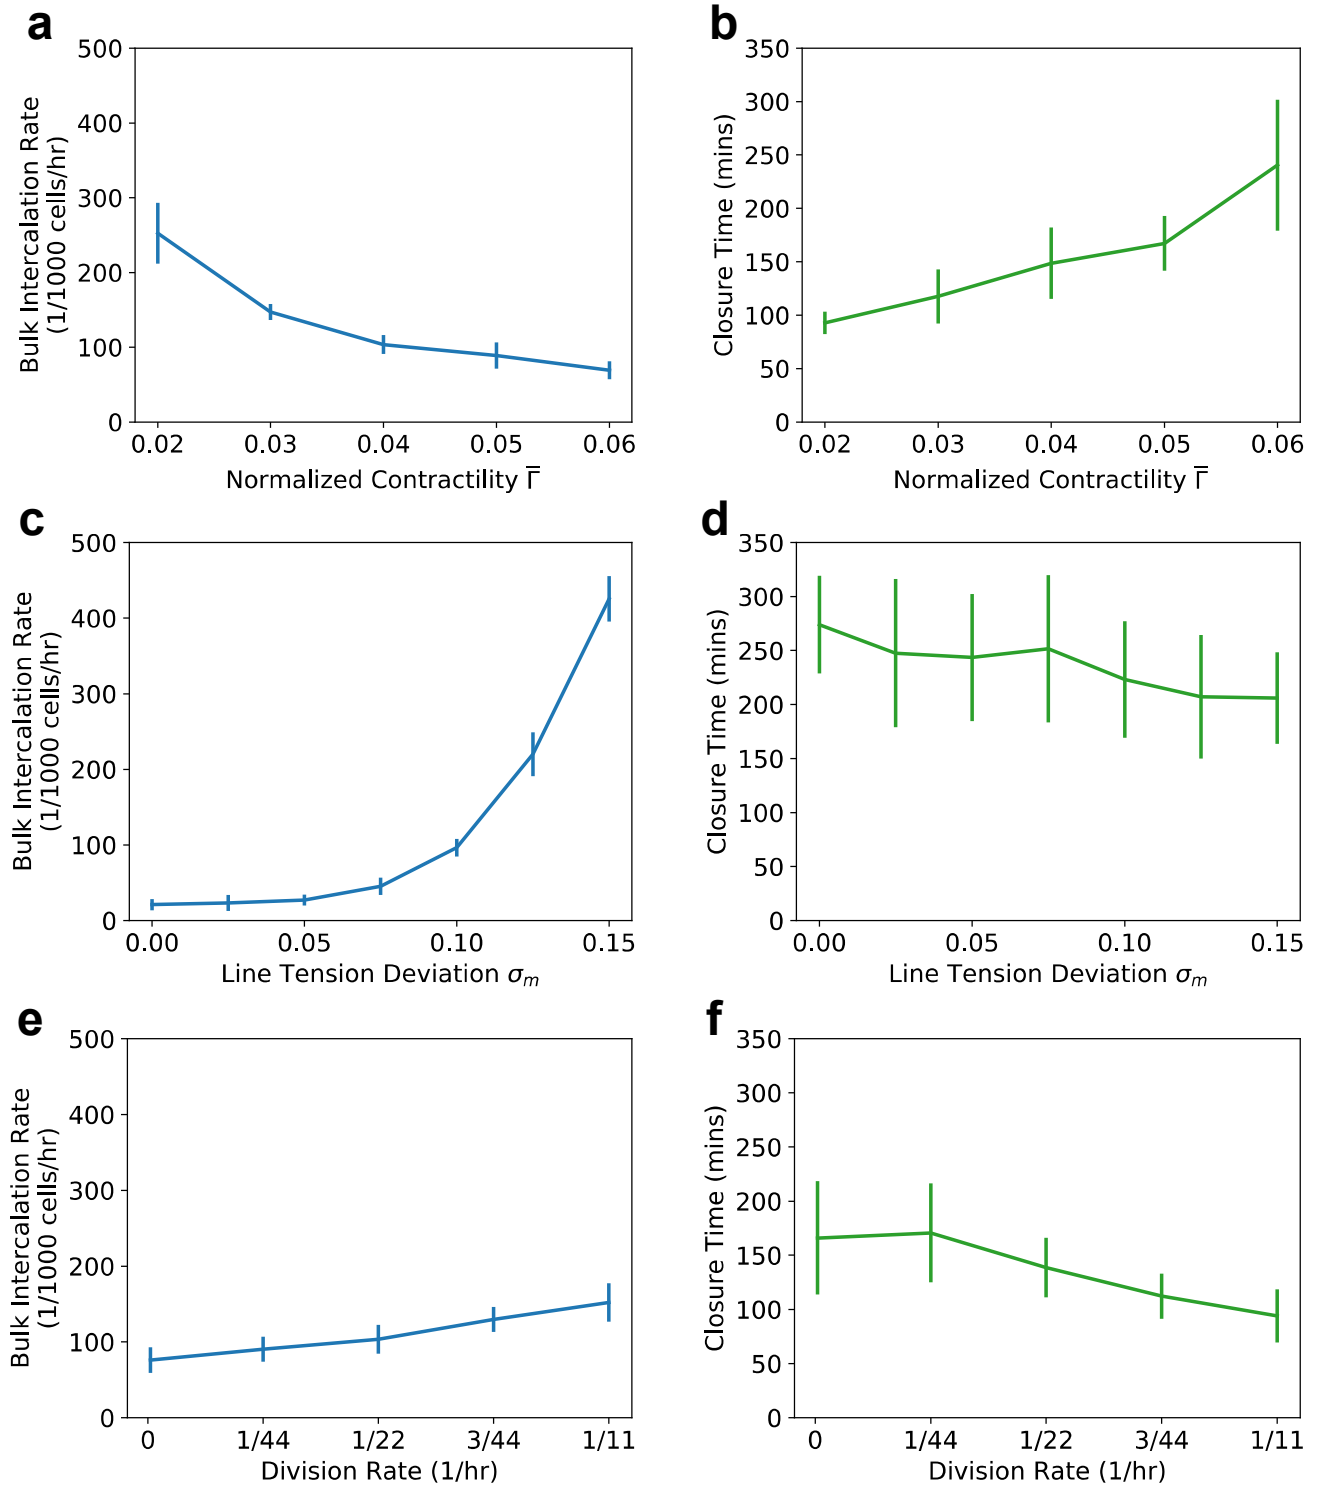 a
500
400
300
200
100
0
Bulk Intercalation Rate
(1/1000 cells/hr)
0.02 0.03 0.04 0.05 0.06
Normalized Contractility Γ̅
b
350
300
250
200
150
100
50
0
Closure Time (mins)
0.02 0.03 0.04 0.05 0.06
Normalized Contractility Γ̅
c
500
400
300
200
100
0
Bulk Intercalation Rate
(1/1000 cells/hr)
0.00 0.05 0.10 0.15
Line Tension Deviation σₘ
d
350
300
250
200
150
100
50
0
Closure Time (mins)
0.00 0.05 0.10 0.15
Line Tension Deviation σₘ
e
500
400
300
200
100
0
Bulk Intercalation Rate
(1/1000 cells/hr)
0 1/44 1/22 3/44 1/11
Division Rate (1/hr)
f
350
300
250
200
150
100
50
0
Closure Time (mins)
0 1/44 1/22 3/44 1/11
Division Rate (1/hr)